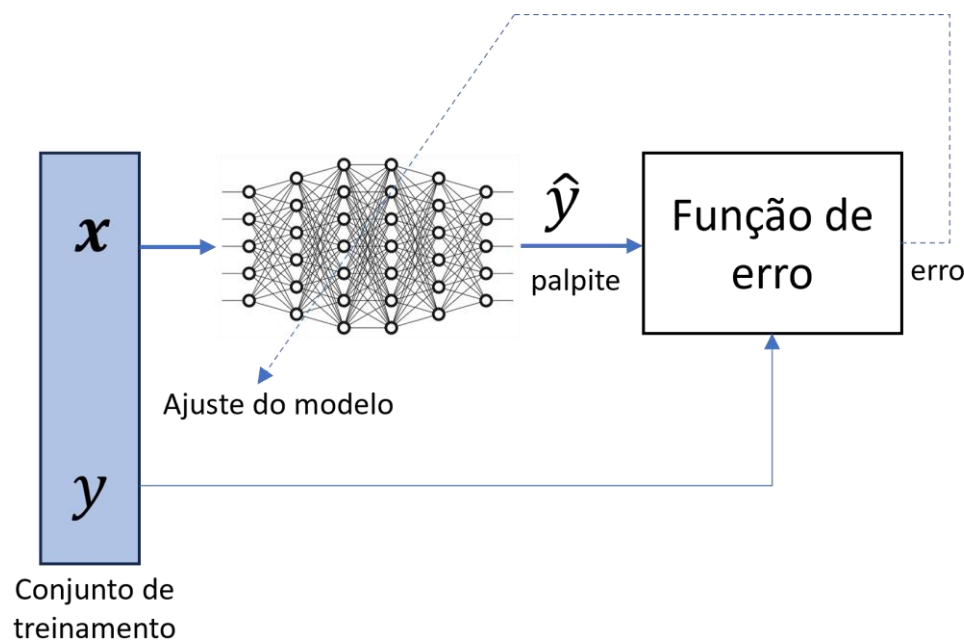 x
ŷ
palpite
Função de
erro
erro
Ajuste do modelo
y
Conjunto de
treinamento